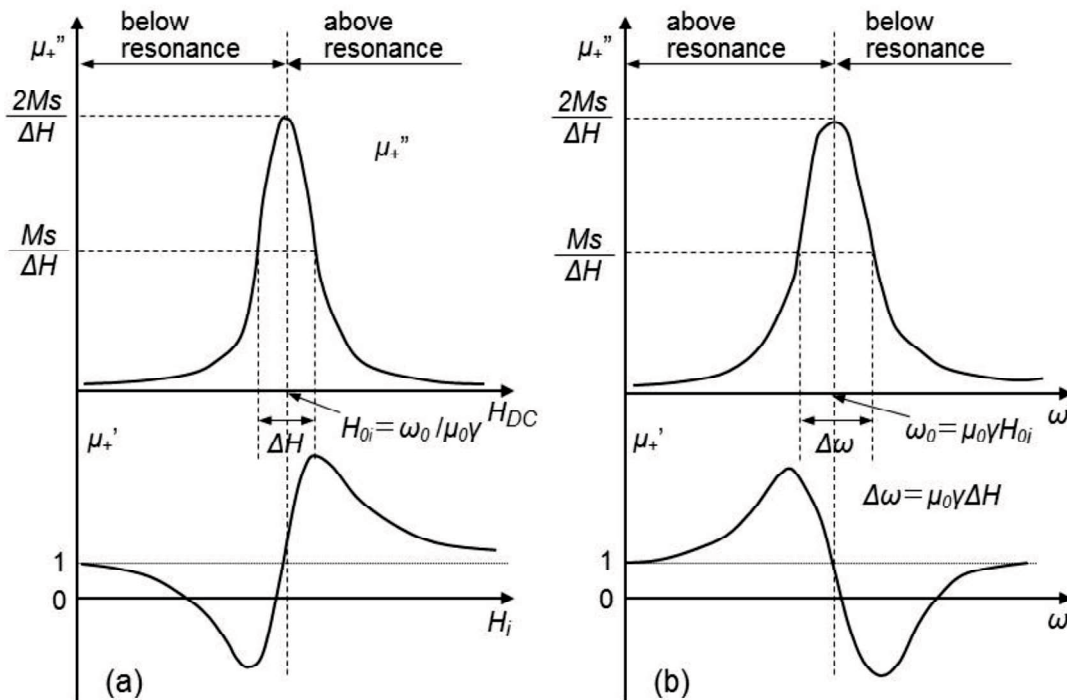 below resonance
above resonance
μ₊”
2Ms
ΔH
μ₊”
Ms
ΔH
H_DC
H₀ᵢ=ω₀/μ₀γ
ΔH
μ₊’
1
0
Hᵢ
(a)
above resonance
below resonance
μ₊”
2Ms
ΔH
Ms
ΔH
ω
ω₀=μ₀γH₀ᵢ
Δω
μ₊’
Δω=μ₀γΔH
1
0
ω
(b)